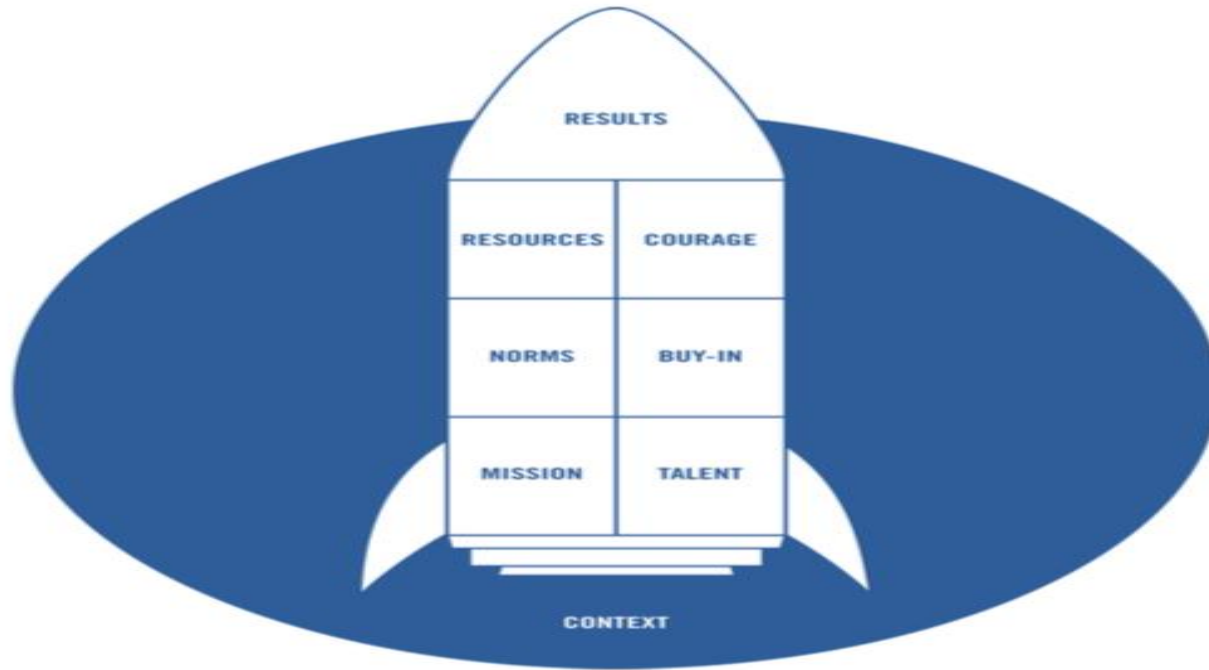 RESULTS
RESOURCES COURAGE
NORMS BUY-IN
MISSION TALENT
CONTEXT